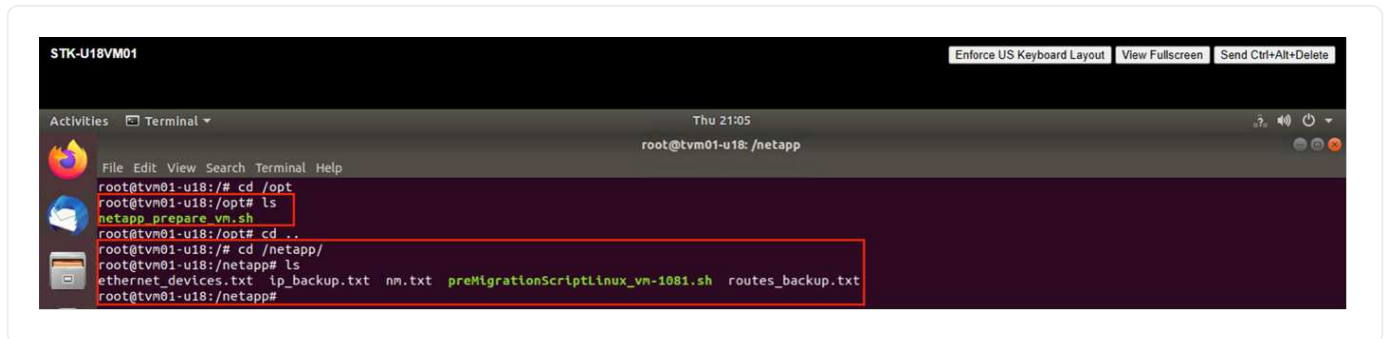 STK-U18VM01 Enforce US Keyboard Layout View Fullscreen Send Ctrl+Alt+Delete
Activities Terminal Thu 21:05
root@tvm01-u18: /netapp
File Edit View Search Terminal Help
root@tvm01-u18:/# cd /opt
root@tvm01-u18:/opt# ls
netapp_prepare_vm.sh
root@tvm01-u18:/opt# cd ..
root@tvm01-u18:/# cd /netapp/
root@tvm01-u18:/netapp# ls
ethernet_devices.txt ip_backup.txt nm.txt preMigrationScriptLinux_vm-1081.sh routes_backup.txt
root@tvm01-u18:/netapp#